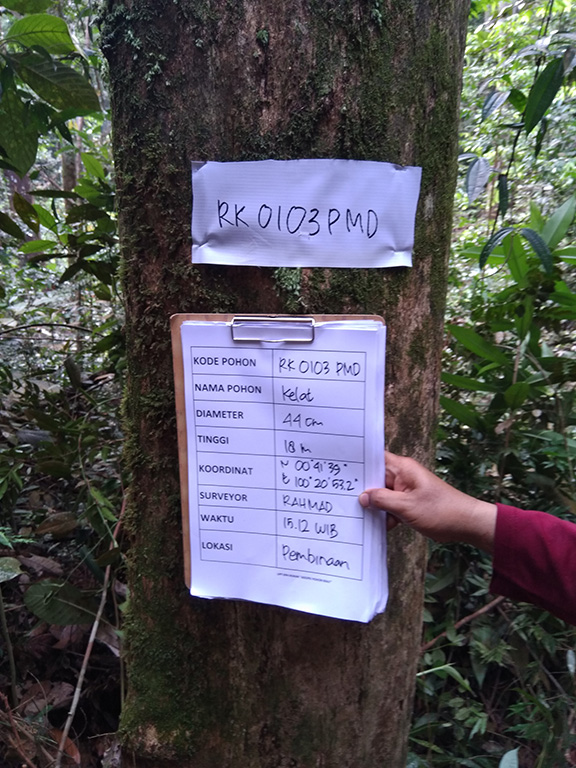 RK 0103 PMD
KODE POHON RK 0103 PMD
NAMA POHON Kelat
DIAMETER 44 cm
TINGGI 18 m
KOORDINAT N 00°41'39"
E 100°20'53.2"
SURVEYOR RAHMAD
WAKTU 15.12 WIB
LOKASI Pembinaan